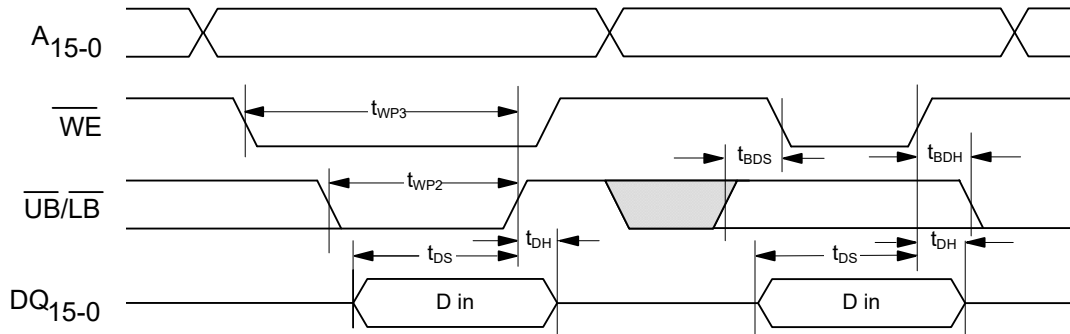 A15-0
WE
tWP3
tBDS
tBDH
UB/LB
tWP2
tDH
tDH
tDS
tDS
DQ15-0
D in
D in